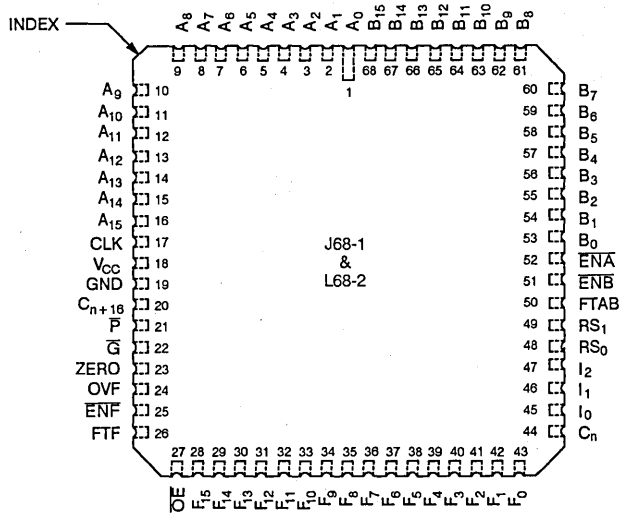 INDEX
A8 A7 A6 A5 A4 A3 A2 A1 A0 B15 B14 B13 B12 B11 B10 B9 B8
9 8 7 6 5 4 3 2 1 68 67 66 65 64 63 62 61
A9 10 60 B7
A10 11 59 B6
A11 12 58 B5
A12 13 57 B4
A13 14 56 B3
A14 15 55 B2
A15 16 54 B1
CLK 17 53 B0
VCC 18 52 E̅N̅A̅
GND 19 51 E̅N̅B̅
Cn+16 20 50 FTAB
P̅ 21 49 RS1
G̅ 22 48 RS0
ZERO 23 47 I2
OVF 24 46 I1
E̅N̅F̅ 25 45 I0
FTF 26 44 Cn
J68-1
&
L68-2
27 28 29 30 31 32 33 34 35 36 37 38 39 40 41 42 43
O̅E̅ F15 F14 F13 F12 F11 F10 F9 F8 F7 F6 F5 F4 F3 F2 F1 F0